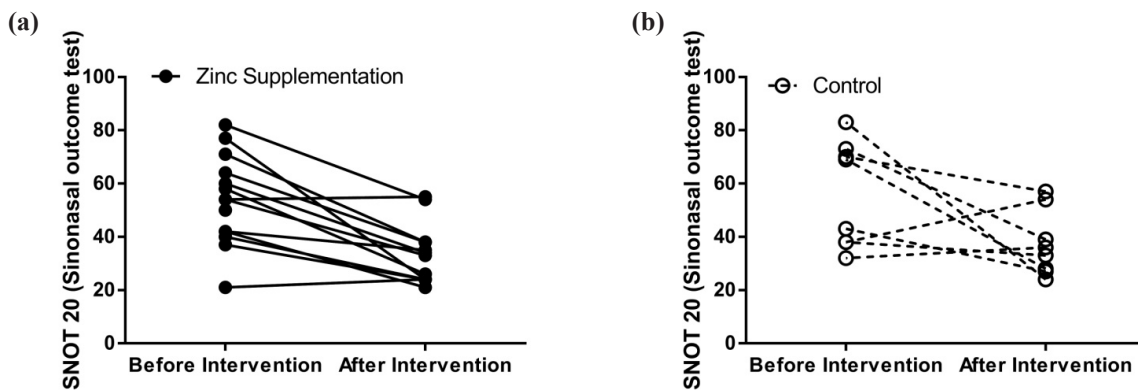 (a)
SNOT 20 (Sinonasal outcome test)
Zinc Supplementation
100
80
60
40
20
0
Before Intervention
After Intervention
(b)
SNOT 20 (Sinonasal outcome test)
Control
100
80
60
40
20
0
Before Intervention
After Intervention